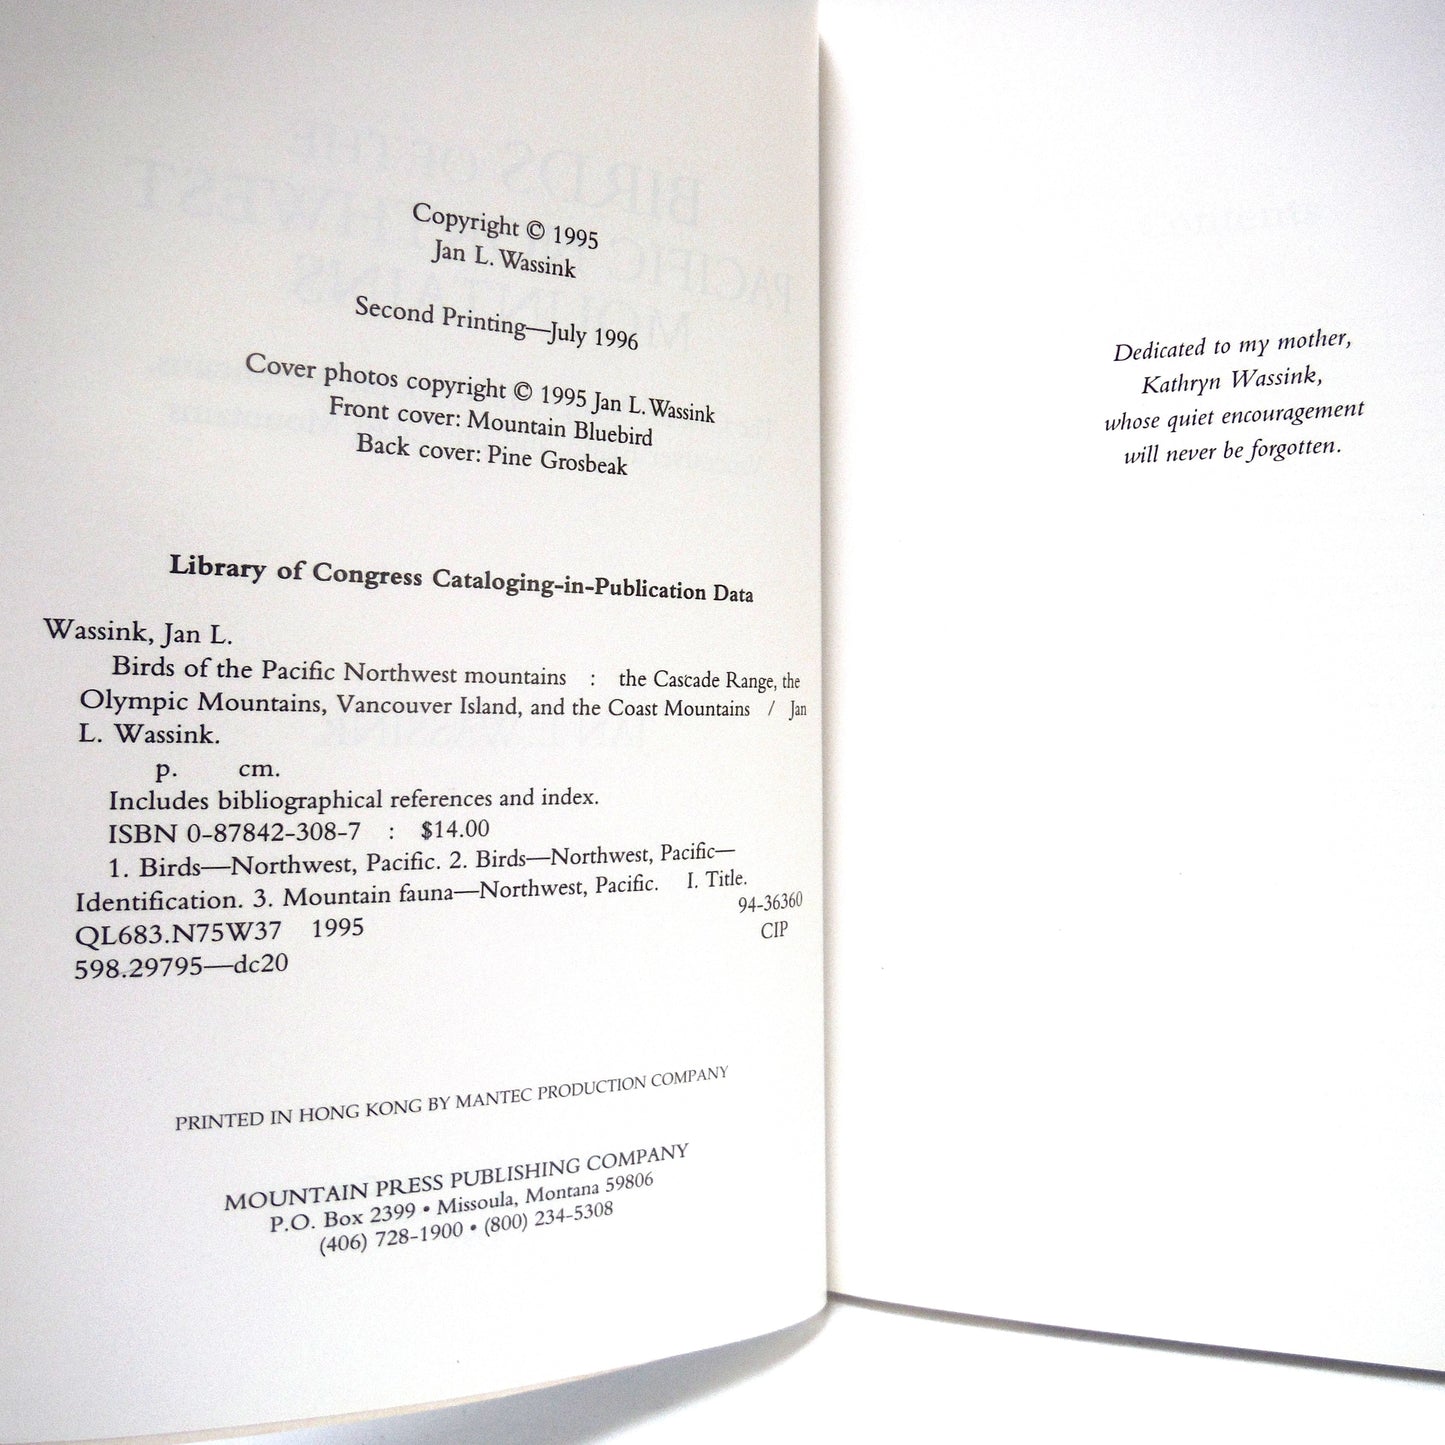 Copyright © 1995
Jan L. Wassink
Second Printing—July 1996
Cover photos copyright © 1995 Jan L. Wassink
Front cover: Mountain Bluebird
Back cover: Pine Grosbeak
Library of Congress Cataloging-in-Publication Data
Wassink, Jan L.
Birds of the Pacific Northwest mountains : the Cascade Range, the
Olympic Mountains, Vancouver Island, and the Coast Mountains / Jan
L. Wassink.
p. cm.
Includes bibliographical references and index.
ISBN 0-87842-308-7 : $14.00
1. Birds—Northwest, Pacific. 2. Birds—Northwest, Pacific—
Identification. 3. Mountain fauna—Northwest, Pacific. I. Title.
QL683.N75W37 1995 94-36360
598.29795—dc20 CIP
PRINTED IN HONG KONG BY MANTEC PRODUCTION COMPANY
MOUNTAIN PRESS PUBLISHING COMPANY
P.O. Box 2399 • Missoula, Montana 59806
(406) 728-1900 • (800) 234-5308
Dedicated to my mother,
Kathryn Wassink,
whose quiet encouragement
will never be forgotten.